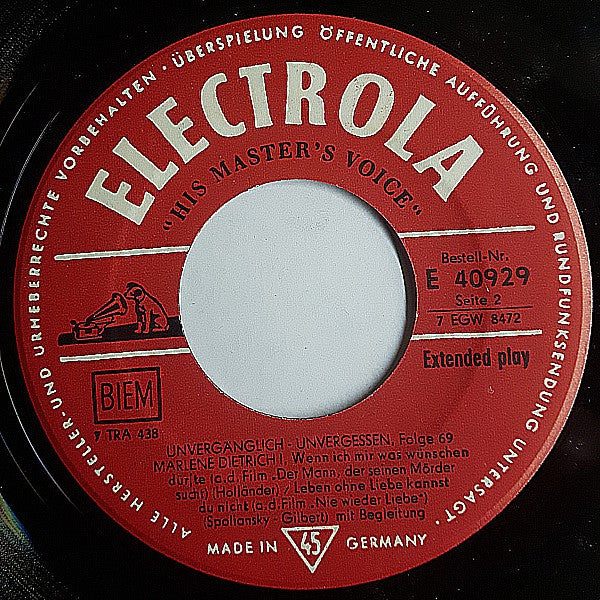 ALLE HERSTELLER- UND URHEBERRECHTE VORBEHALTEN · ÜBERSPIELUNG ÖFFENTLICHE AUFFÜHRUNG UND RUNDFUNKSENDUNG UNTERSAGT ·
ELECTROLA
"HIS MASTER'S VOICE"
Bestell-Nr.
E 40929
Seite 2
7 EGW 8472
BIEM
Extended play
7 TRA 438
UNVERGÄNGLICH - UNVERGESSEN, Folge 69
MARLENE DIETRICH I, Wenn ich mir was wünschen
dürfte (a.d. Film „Der Mann, der seinen Mörder
sucht) (Holländer) / Leben ohne Liebe kannst
du nicht (a.d. Film „Nie wieder Liebe")
(Spoliansky - Gilbert) mit Begleitung
MADE IN 45 GERMANY